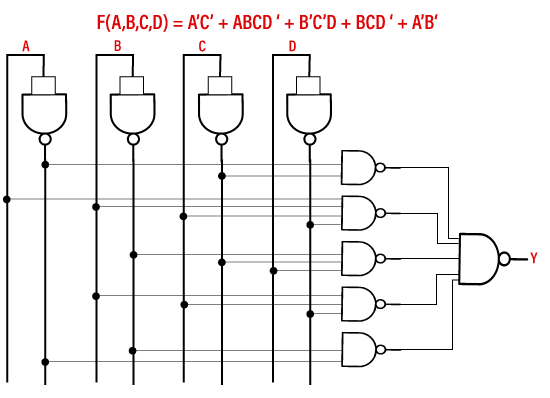 F(A,B,C,D) = A'C' + ABCD ' + B'C'D + BCD ' + A'B'
A B C D
Y